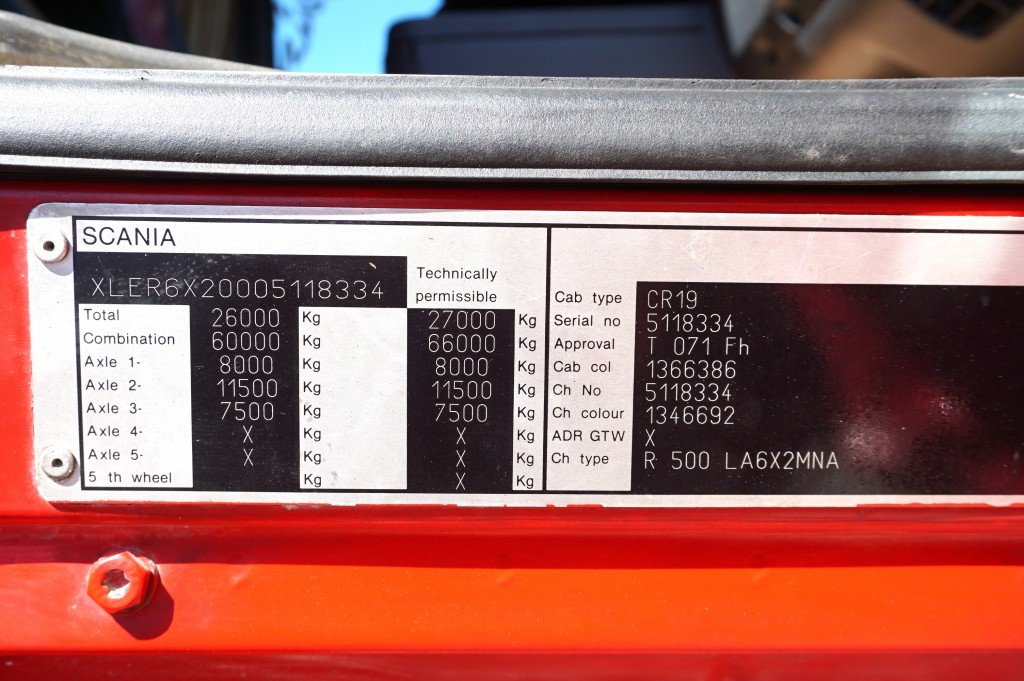 SCANIA
XLER6X20005118334 Technically permissible
Total 26000 Kg 27000 Kg
Combination 60000 Kg 66000 Kg
Axle 1- 8000 Kg 8000 Kg
Axle 2- 11500 Kg 11500 Kg
Axle 3- 7500 Kg 7500 Kg
Axle 4- X Kg X Kg
Axle 5- X Kg X Kg
5 th wheel Kg X Kg
Cab type CR19
Serial no 5118334
Approval T 071 Fh
Cab col 1366386
Ch No 5118334
Ch colour 1346692
ADR GTW X
Ch type R 500 LA6X2MNA